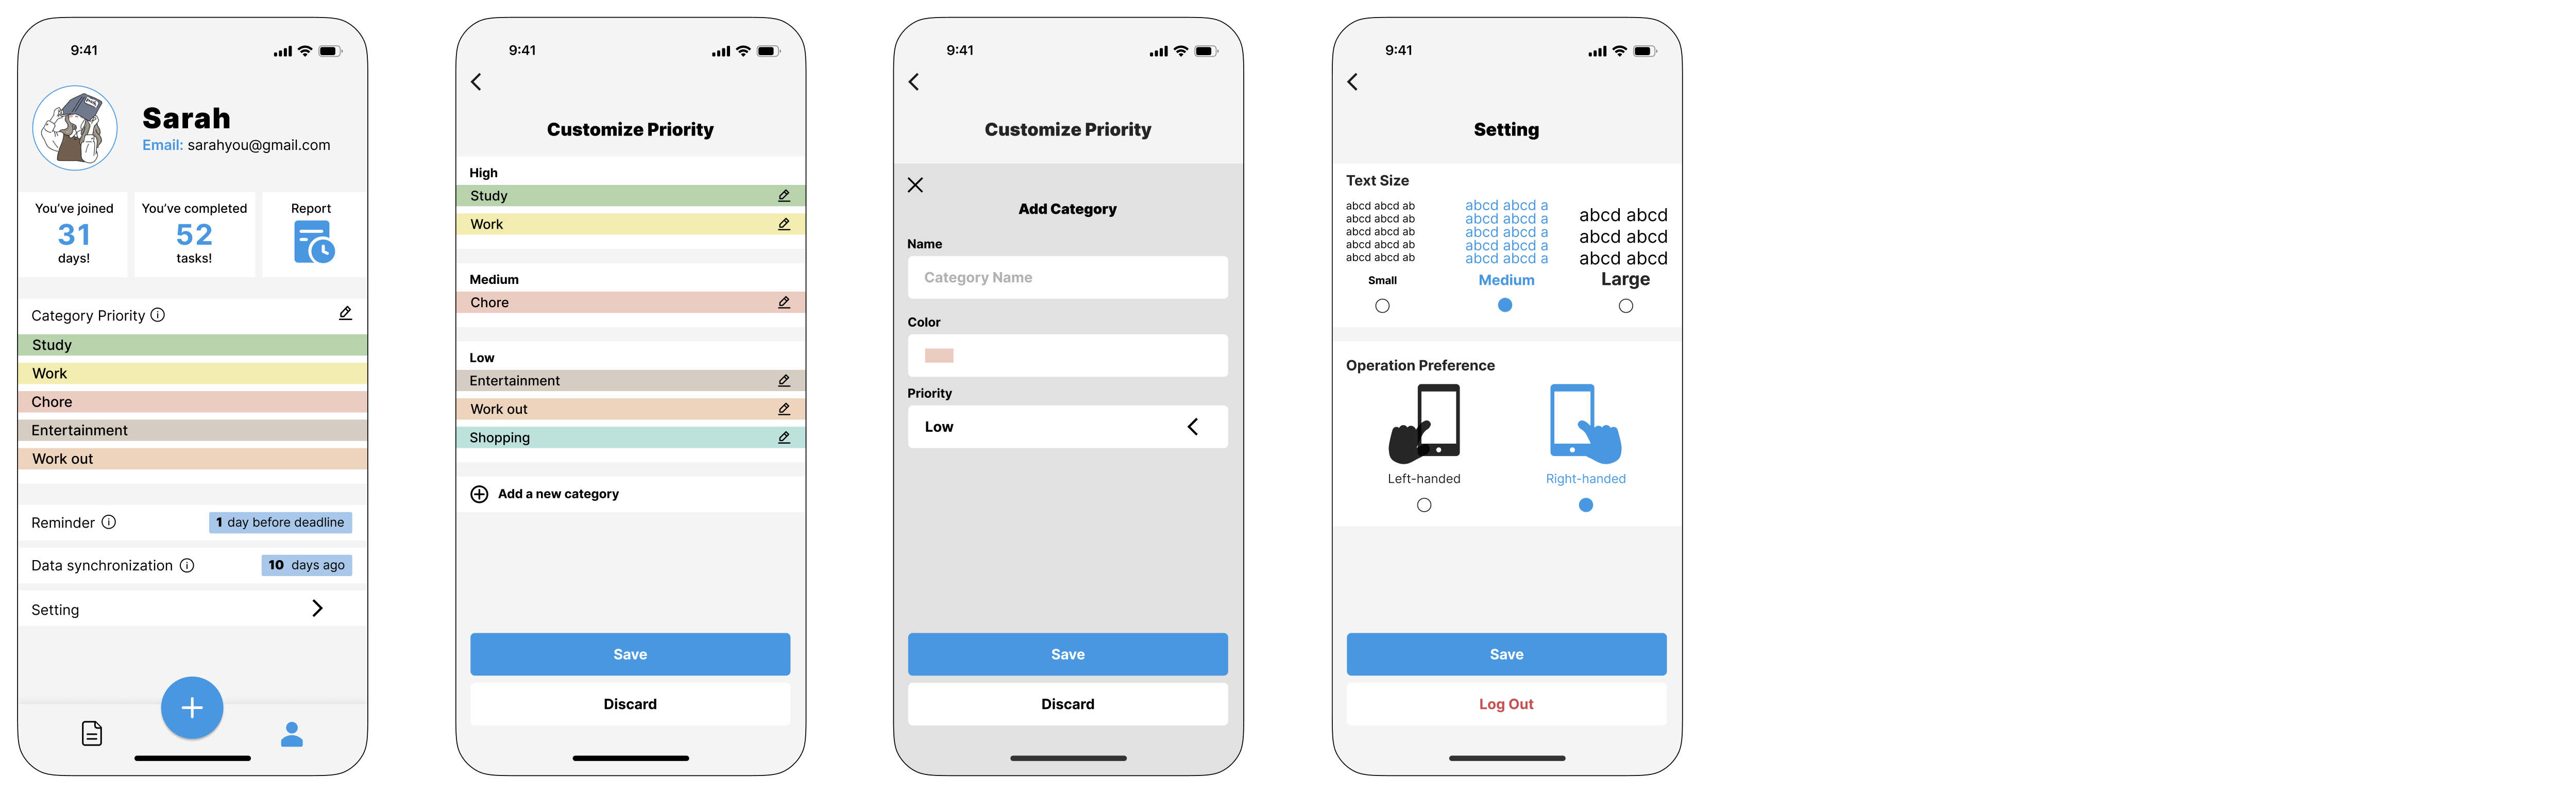 9:41
Sarah
Email: sarahyou@gmail.com
You've joined
31
days!
You've completed
52
tasks!
Report
Category Priority
Study
Work
Chore
Entertainment
Work out
Reminder
1 day before deadline
Data synchronization
10 days ago
Setting
9:41
Customize Priority
High
Study
Work
Medium
Chore
Low
Entertainment
Work out
Shopping
Add a new category
Save
Discard
9:41
Customize Priority
Add Category
Name
Category Name
Color
Priority
Low
Save
Discard
9:41
Setting
Text Size
abcd abcd ab
abcd abcd ab
abcd abcd ab
abcd abcd ab
abcd abcd ab
Small
abcd abcd a
abcd abcd a
abcd abcd a
abcd abcd a
abcd abcd a
Medium
abcd abcd
abcd abcd
abcd abcd
Large
Operation Preference
Left-handed
Right-handed
Save
Log Out